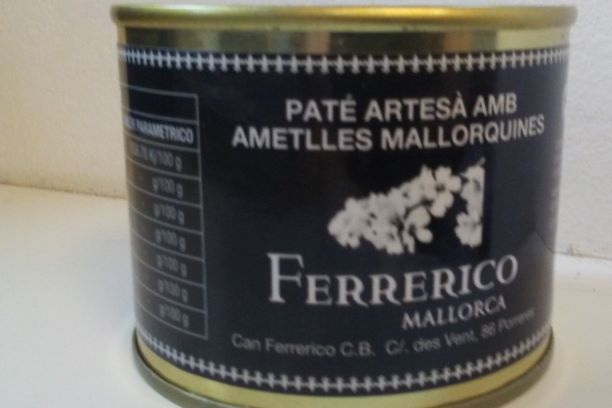 PATÉ ARTESÀ AMB
AMETLLES MALLORQUINES
FERRERICO
MALLORCA
Can Ferrerico C.B. C/. des Vent, 86 Porreres
PARAMETRICO
g/100 g
g/100 g
g/100 g
g/100 g
g/100 g
g/100 g